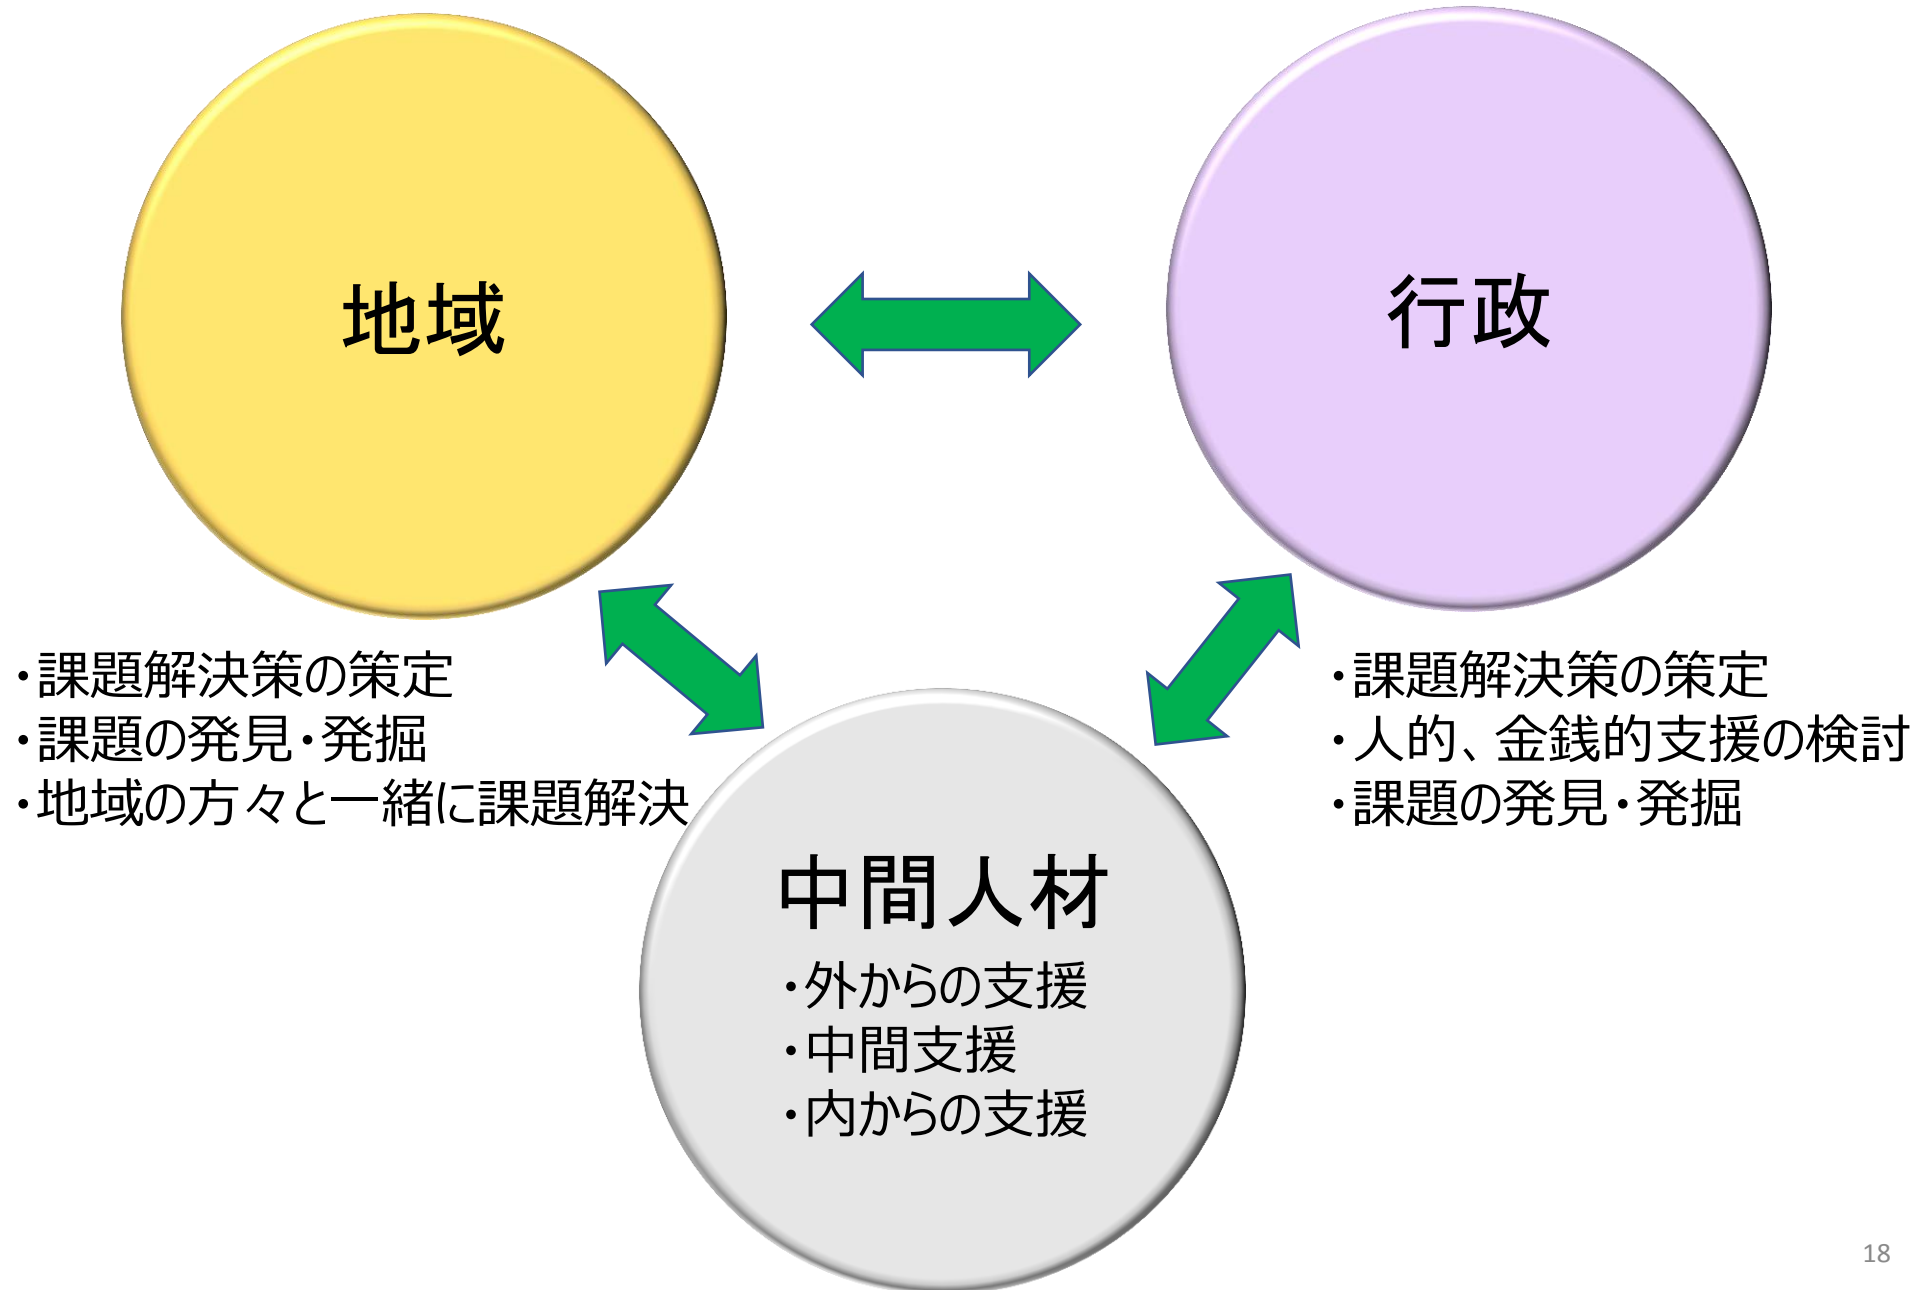 地域
行政
・課題解決策の策定
・課題の発見・発掘
・地域の方々と一緒に課題解決
・課題解決策の策定
・人的、金銭的支援の検討
・課題の発見・発掘
中間人材
・外からの支援
・中間支援
・内からの支援
18